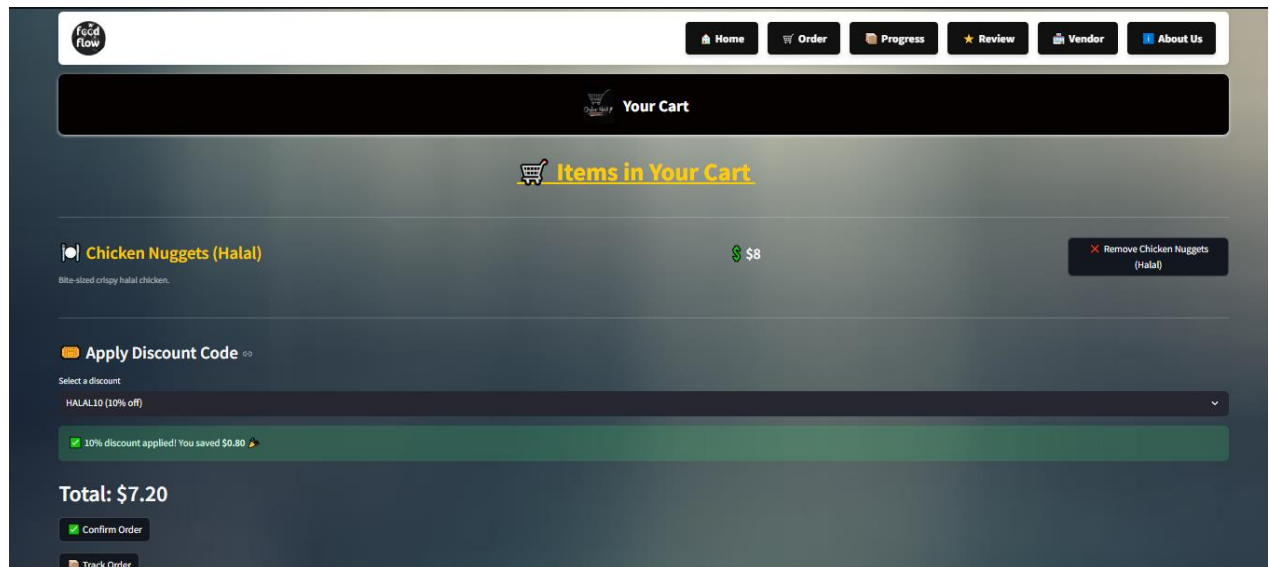 food
flow
🏠 Home
🛒 Order
📦 Progress
⭐ Review
🏪 Vendor
ℹ️ About Us
Your Cart
🛒 Items in Your Cart
🍽️ Chicken Nuggets (Halal)
💲 $8
❌ Remove Chicken Nuggets
(Halal)
Bite-sized crispy halal chicken.
🎟️ Apply Discount Code
Select a discount
HALAL10 (10% off)
✅ 10% discount applied! You saved $0.80 🎉
Total: $7.20
✅ Confirm Order
📦 Track Order